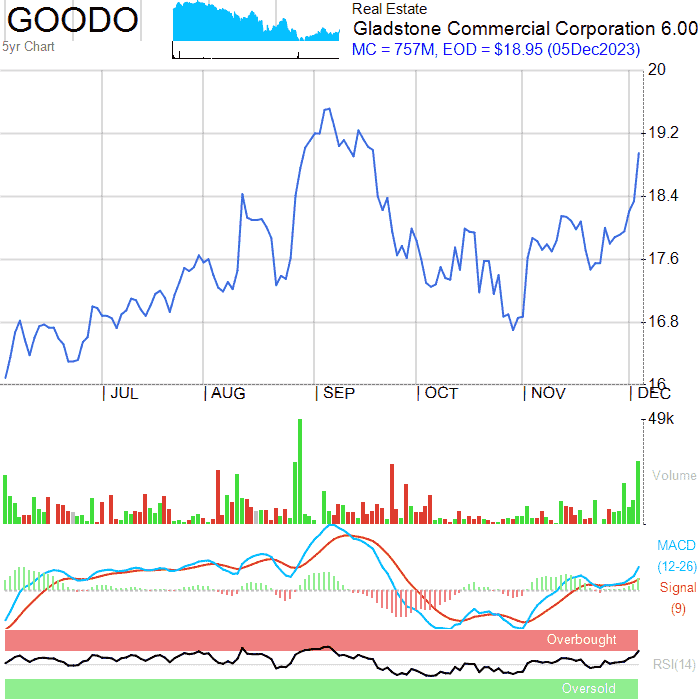 GOODO
5yr Chart
Real Estate
Gladstone Commercial Corporation 6.00
MC = 757M, EOD = $18.95 (05Dec2023)
20
19.2
18.4
17.6
16.8
16
| JUL | AUG | SEP | OCT | NOV | DEC
49k
Volume
MACD
(12-26)
Signal
(9)
Overbought
RSI(14)
Oversold